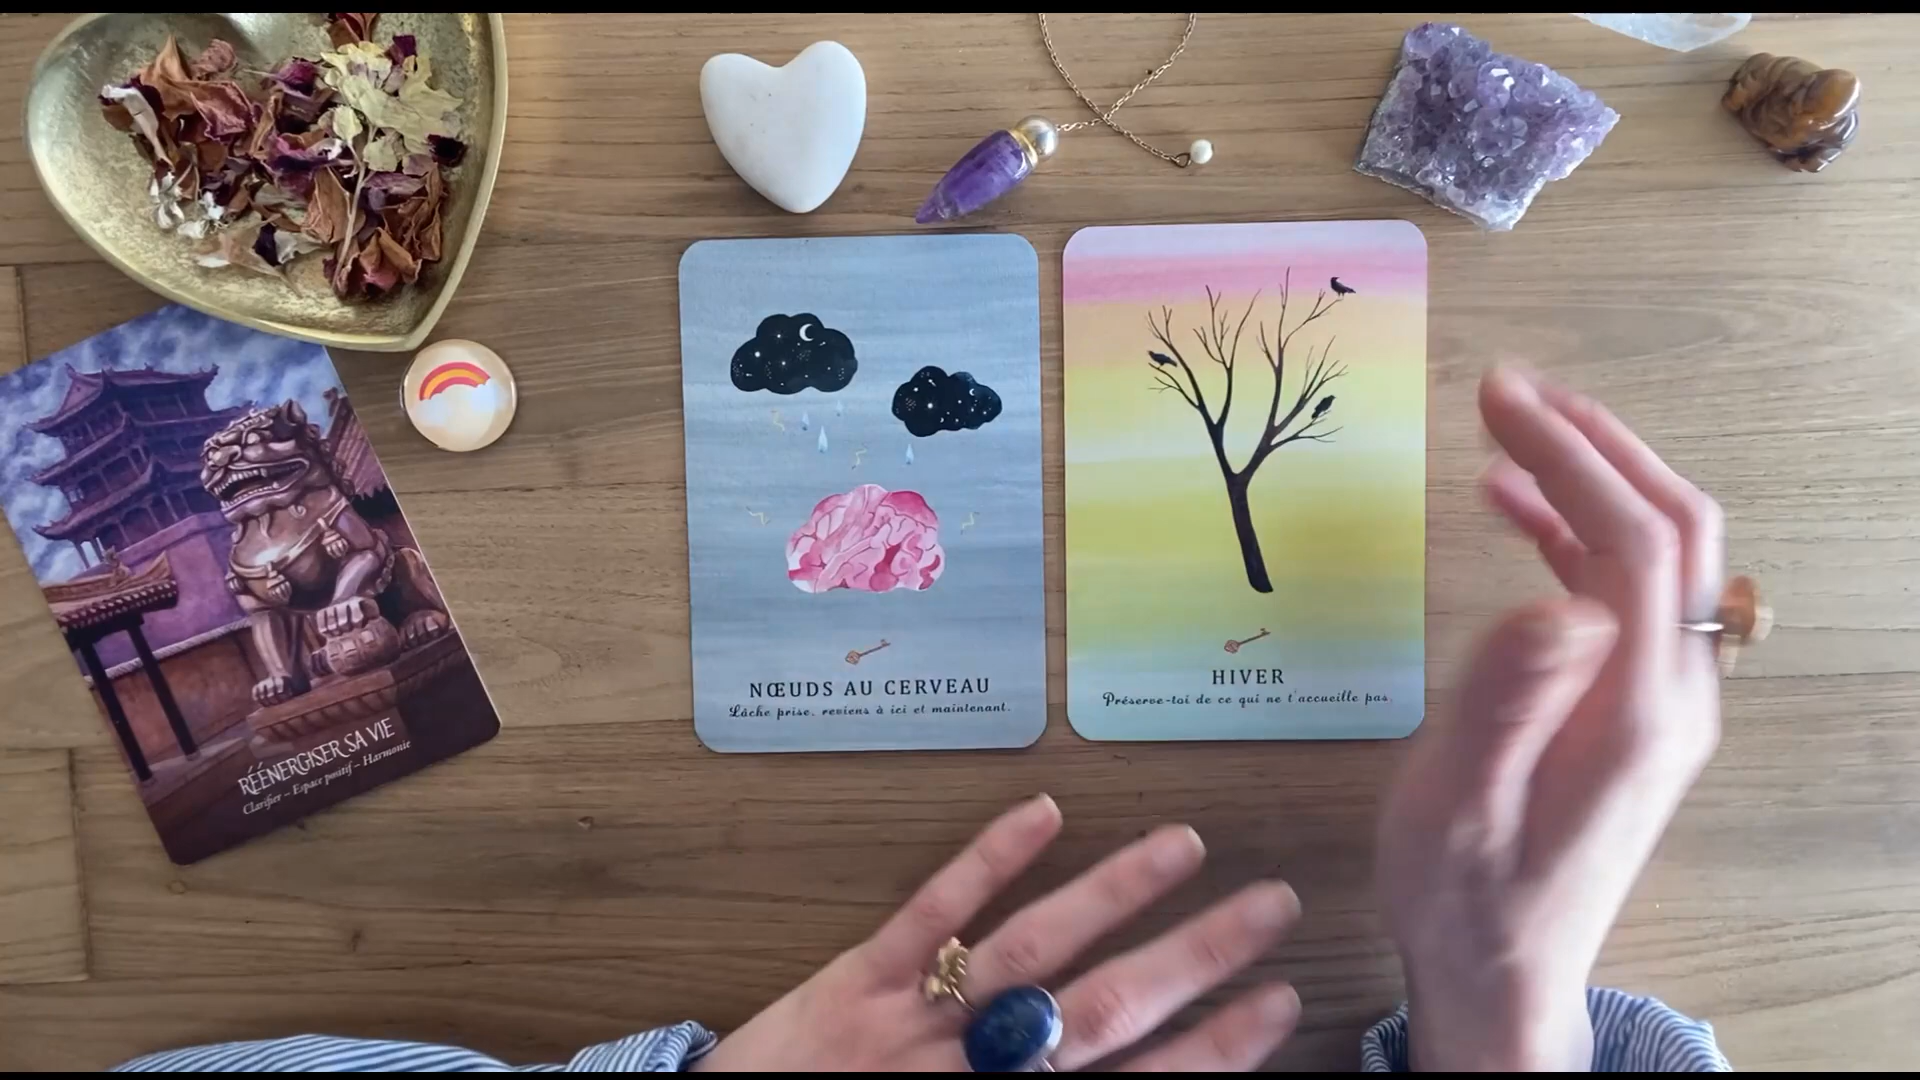 NŒUDS AU CERVEAU
Lâche prise, reviens à ici et maintenant.
HIVER
Préserve-toi de ce qui ne t'accueille pas.
RÉÉNERGISER SA VIE
Clarifier – Espace positif – Harmonie